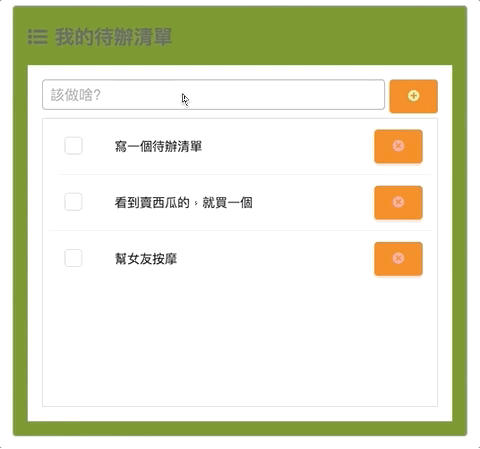 我的待辦清單
該做啥?
寫一個待辦清單
看到賣西瓜的，就買一個
幫女友按摩